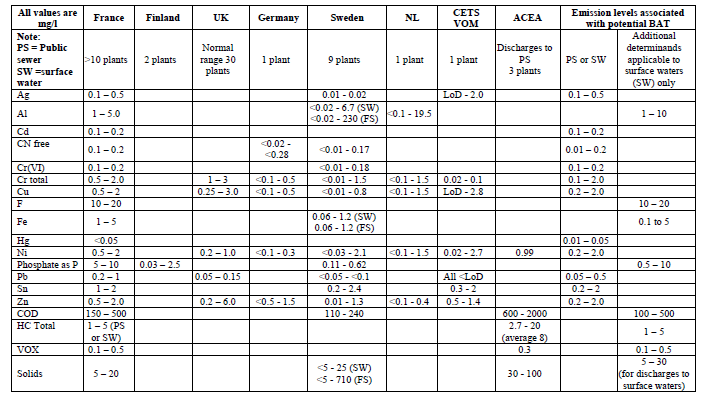 All values are mg/l | France | Finland | UK | Germany | Sweden | NL | CETS VOM | ACEA | Emission levels associated with potential BAT
Note: PS = Public sewer SW =surface water | >10 plants | 2 plants | Normal range 30 plants | 1 plant | 9 plants | 1 plant | 1 plant | Discharges to PS 3 plants | PS or SW | Additional determinands applicable to surface waters (SW) only
Ag | 0.1 – 0.5 | | | | 0.01 - 0.02 | | LoD - 2.0 | | 0.1 – 0.5 |
Al | 1 – 5.0 | | | | <0.02 - 6.7 (SW) <0.02 - 230 (FS) | <0.1 - 19.5 | | | | 1 – 10
Cd | 0.1 – 0.2 | | | | | | | | 0.1 – 0.2 |
CN free | 0.1 – 0.2 | | | <0.02 - <0.28 | <0.01 - 0.17 | | | | 0.01 – 0.2 |
Cr(VI) | 0.1 – 0.2 | | | | <0.01 - 0.18 | | | | 0.1 – 0.2 |
Cr total | 0.5 – 2.0 | | 1 – 3 | <0.1 - 0.5 | <0.01 - 1.5 | <0.1 - 1.5 | 0.02 - 0.1 | | 0.1 – 2.0 |
Cu | 0.5 – 2 | | 0.25 – 3.0 | <0.1 - 0.5 | <0.01 - 0.8 | <0.1 - 1.5 | LoD - 2.8 | | 0.2 – 2.0 |
F | 10 – 20 | | | | | | | | | 10 – 20
Fe | 1 – 5 | | | | 0.06 - 1.2 (SW) 0.06 - 1.2 (FS) | | | | | 0.1 to 5
Hg | <0.05 | | | | | | | | 0.01 – 0.05 |
Ni | 0.5 – 2 | | 0.2 – 1.0 | <0.1 - 0.3 | <0.03 - 2.1 | <0.1 - 1.5 | 0.02 - 2.7 | 0.99 | 0.2 – 2.0 |
Phosphate as P | 5 – 10 | 0.03 – 2.5 | | | 0.11 - 0.62 | | | | | 0.5 – 10
Pb | 0.2 – 1 | | 0.05 – 0.15 | | <0.05 - <0.1 | | All <LoD | | 0.05 – 0.5 |
Sn | 1 – 2 | | | | 0.2 - 2.4 | | 0.3 - 2 | | 0.2 – 2 |
Zn | 0.5 – 2.0 | | 0.2 – 6.0 | <0.5 - 1.5 | 0.01 - 1.3 | <0.1 - 0.4 | 0.5 - 1.4 | | 0.2 – 2.0 |
COD | 150 – 500 | | | | 110 - 240 | | | 600 - 2000 | | 100 – 500
HC Total | 1 – 5 (PS or SW) | | | | | | | 2.7 - 20 (average 8) | | 1 – 5
VOX | 0.1 – 0.5 | | | | | | | 0.3 | | 0.1 – 0.5
Solids | 5 – 20 | | | | <5 - 25 (SW) <5 - 710 (FS) | | | 30 - 100 | | 5 – 30 (for discharges to surface waters)